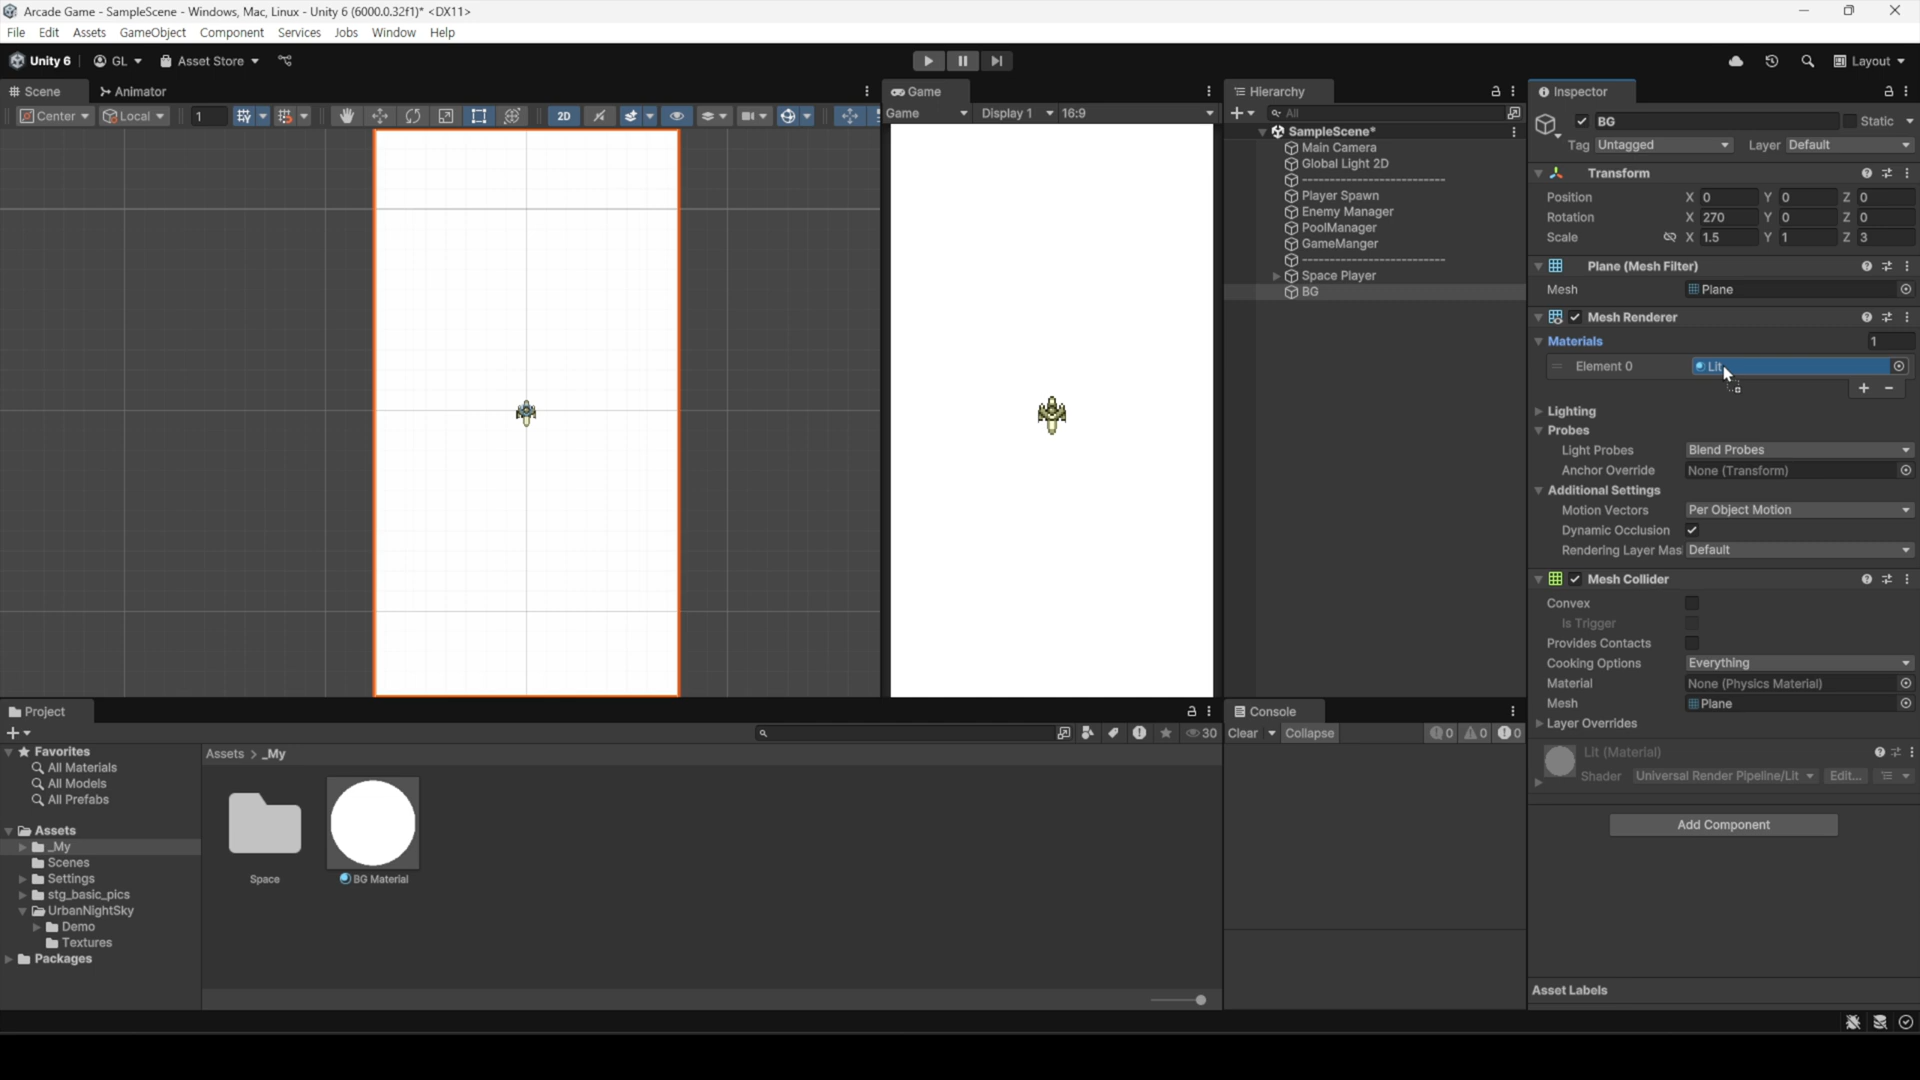 Arcade Game - SampleScene - Windows, Mac, Linux - Unity 6 (6000.0.32f1)* <DX11>
File Edit Assets GameObject Component Services Jobs Window Help
Unity 6 GL Asset Store Layout
Scene Animator
Center Local 1 2D
Game
Game Display 1 16:9
Hierarchy
All
SampleScene*
Main Camera
Global Light 2D
--------------------------
Player Spawn
Enemy Manager
PoolManager
GameManger
--------------------------
Space Player
BG
Inspector
BG Static
Tag Untagged Layer Default
Transform
Position X 0 Y 0 Z 0
Rotation X 270 Y 0 Z 0
Scale X 1.5 Y 1 Z 3
Plane (Mesh Filter)
Mesh Plane
Mesh Renderer
Materials 1
Element 0 Lit
Lighting
Probes
Light Probes Blend Probes
Anchor Override None (Transform)
Additional Settings
Motion Vectors Per Object Motion
Dynamic Occlusion
Rendering Layer Mas Default
Mesh Collider
Convex
Is Trigger
Provides Contacts
Cooking Options Everything
Material None (Physics Material)
Mesh Plane
Layer Overrides
Lit (Material)
Shader Universal Render Pipeline/Lit Edit...
Add Component
Asset Labels
Project
30
Favorites
All Materials
All Models
All Prefabs
Assets
_My
Scenes
Settings
stg_basic_pics
UrbanNightSky
Demo
Textures
Packages
Assets > _My
Space
BG Material
Console
Clear Collapse 0 0 0